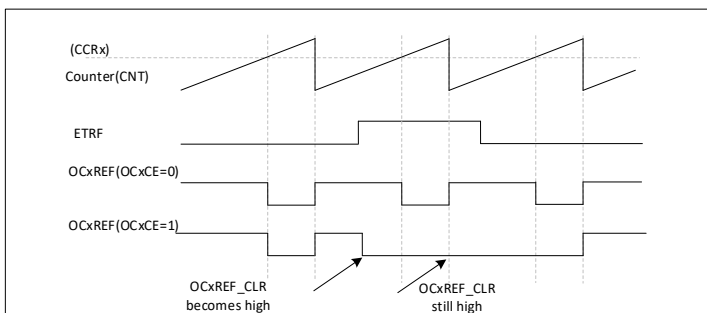 (CCRx)
Counter(CNT)
ETRF
OCxREF(OCxCE=0)
OCxREF(OCxCE=1)
OCxREF_CLR
becomes high
OCxREF_CLR
still high